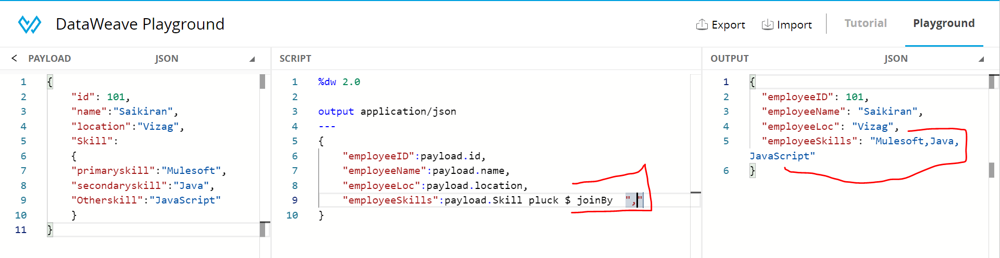 DataWeave Playground
Export
Import
Tutorial
Playground
< PAYLOAD
JSON
1 {
2 "id": 101,
3 "name":"Saikiran",
4 "location":"Vizag",
5 "Skill":
6 {
7 "primaryskill":"Mulesoft",
8 "secondaryskill":"Java",
9 "Otherskill":"JavaScript"
10 }
11 }
SCRIPT
1 %dw 2.0
2
3 output application/json
4 ---
5 {
6 "employeeID":payload.id,
7 "employeeName":payload.name,
8 "employeeLoc":payload.location,
9 "employeeSkills":payload.Skill pluck $ joinBy  ","
10 }
OUTPUT
JSON
1 {
2 "employeeID": 101,
3 "employeeName": "Saikiran",
4 "employeeLoc": "Vizag",
5 "employeeSkills": "Mulesoft,Java,
JavaScript"
6 }